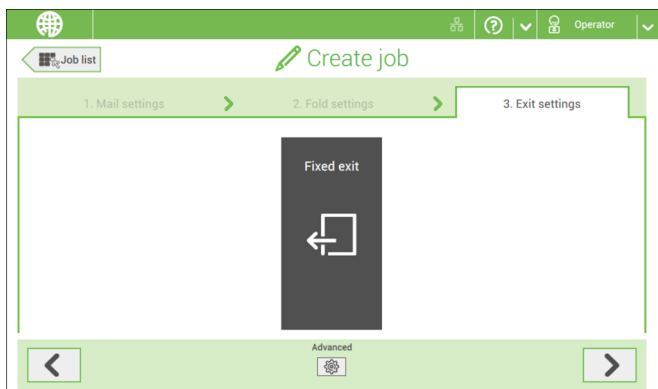 Operator
Job list
Create job
1. Mail settings
2. Fold settings
3. Exit settings
Fixed exit
Advanced